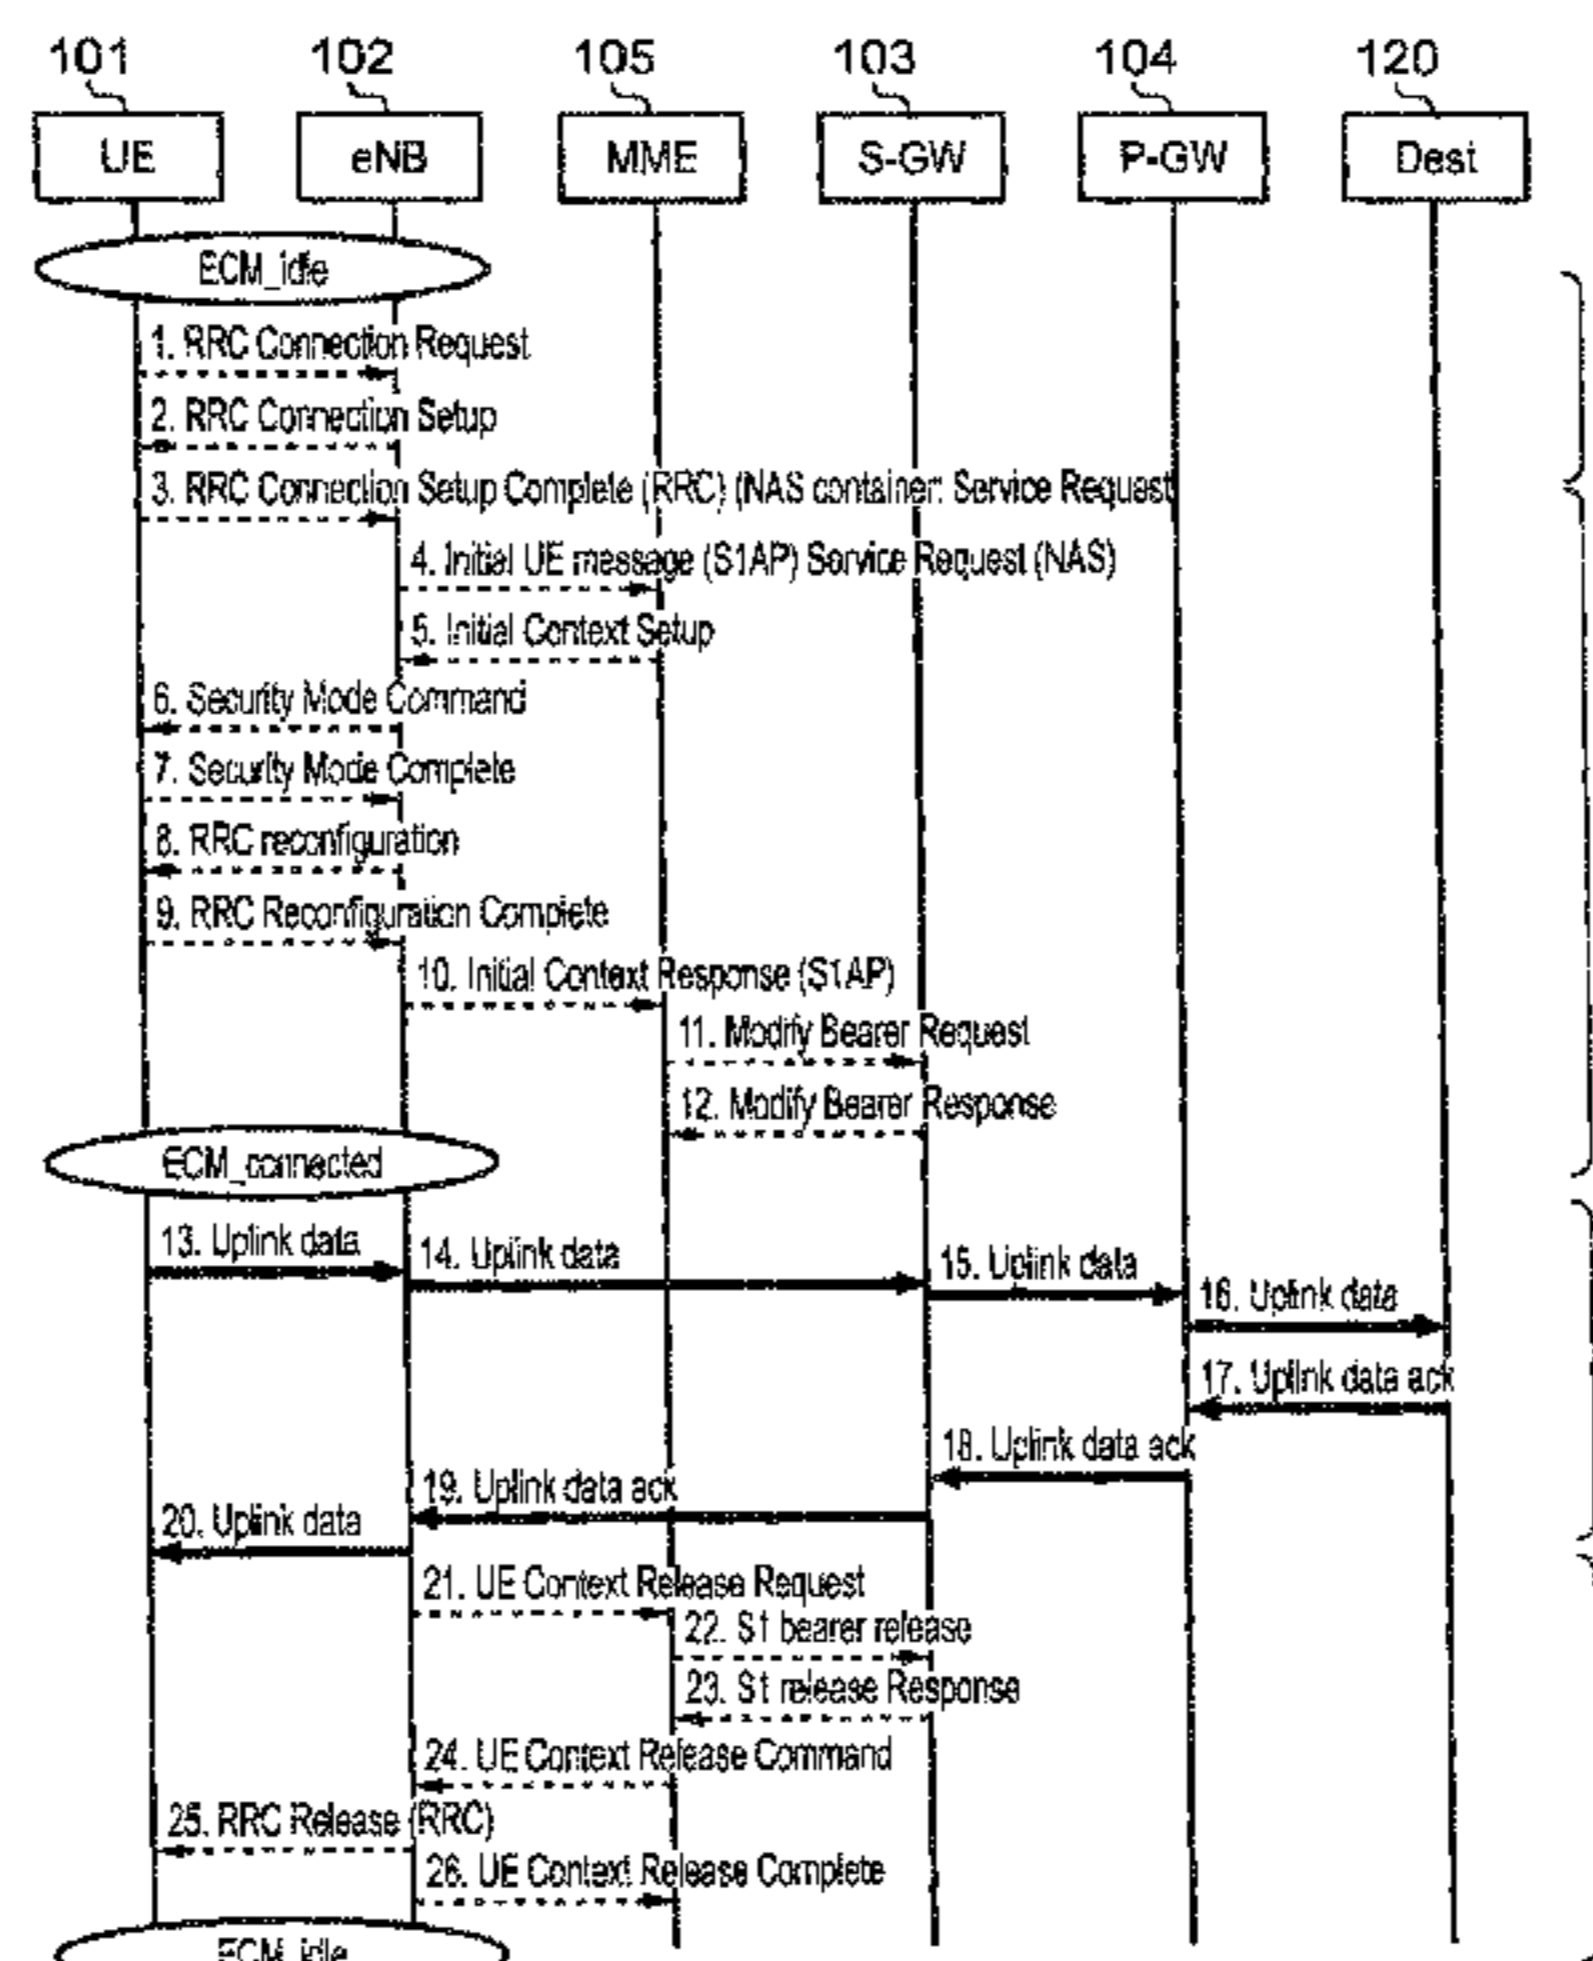 101 102 105 103 104 120
UE eNB MME S-GW P-GW Dest
ECM_idle
1. RRC Connection Request
2. RRC Connection Setup
3. RRC Connection Setup Complete (RRC) (NAS container: Service Request
4. Initial UE message (S1AP) Service Request (NAS)
5. Initial Context Setup
6. Security Mode Command
7. Security Mode Complete
8. RRC reconfiguration
9. RRC Reconfiguration Complete
10. Initial Context Response (S1AP)
11. Modify Bearer Request
12. Modify Bearer Response
ECM_connected
13. Uplink data
14. Uplink data
15. Uplink data
16. Uplink data
17. Uplink data ack
18. Uplink data ack
19. Uplink data ack
20. Uplink data
21. UE Context Release Request
22. S1 bearer release
23. S1 release Response
24. UE Context Release Command
25. RRC Release (RRC)
26. UE Context Release Complete
ECM_idle